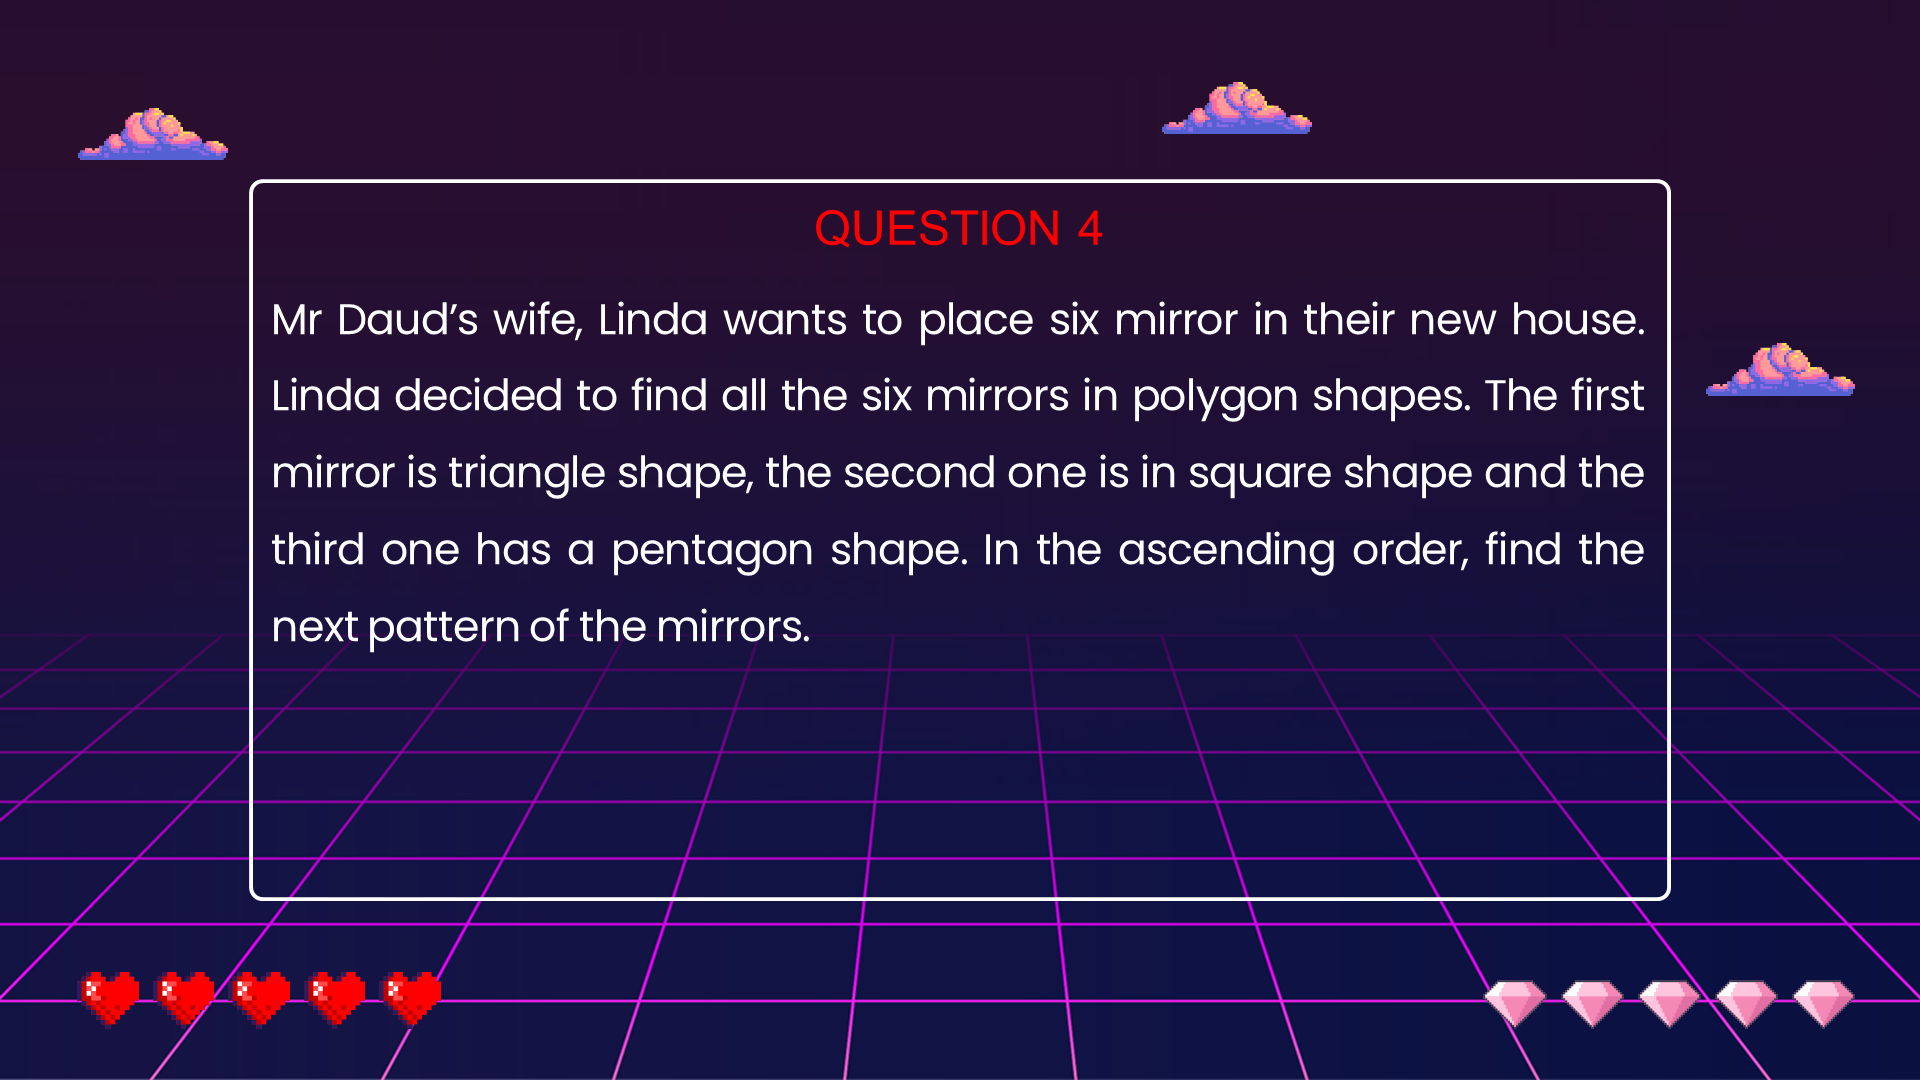 QUESTION 4
Mr Daud’s wife, Linda wants to place six mirror in their new house.
Linda decided to find all the six mirrors in polygon shapes. The first
mirror is triangle shape, the second one is in square shape and the
third one has a pentagon shape. In the ascending order, find the
next pattern of the mirrors.